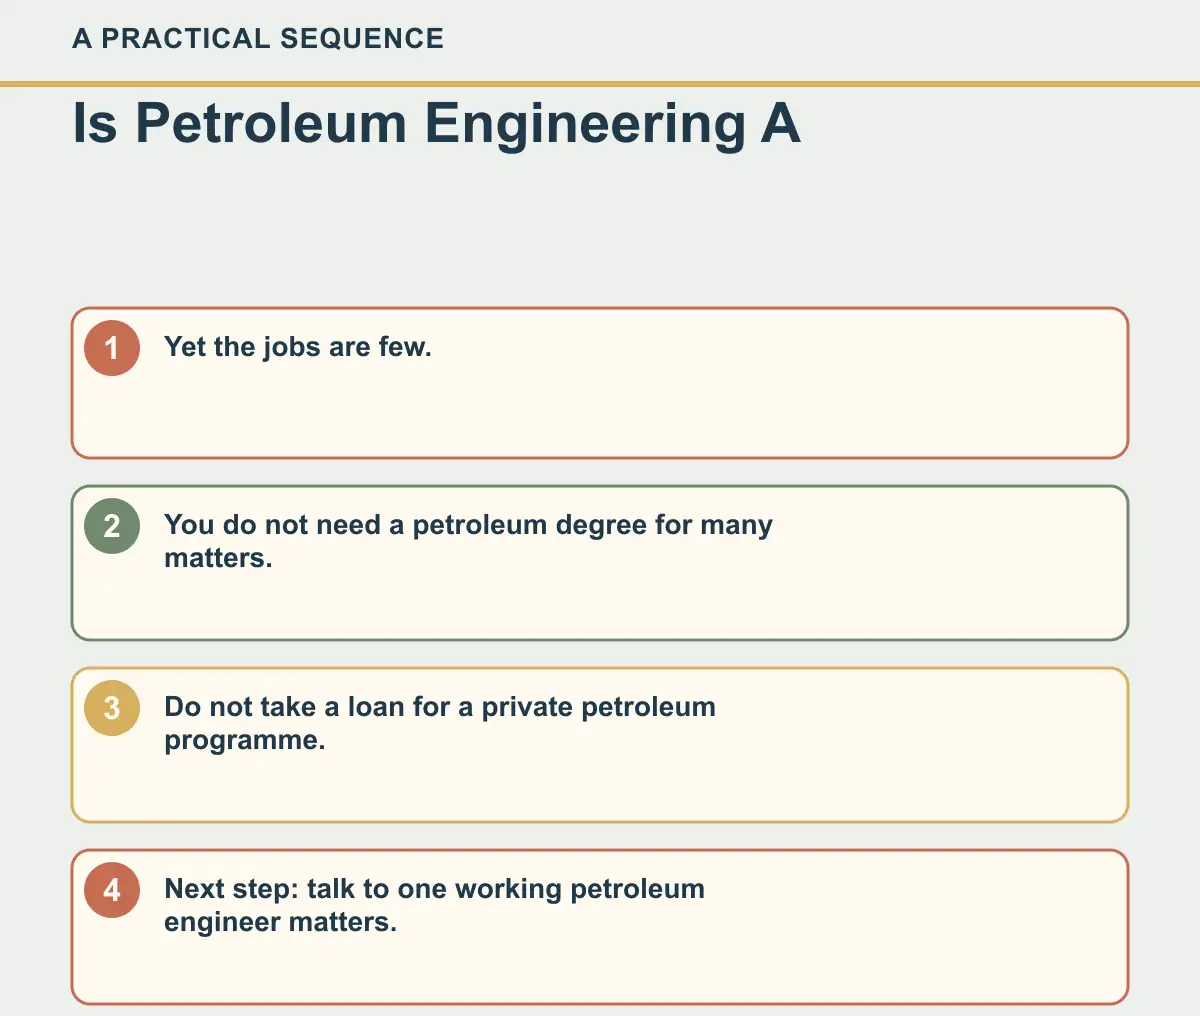 A PRACTICAL SEQUENCE
Is Petroleum Engineering A
1
Yet the jobs are few.
2
You do not need a petroleum degree for many
matters.
3
Do not take a loan for a private petroleum
programme.
4
Next step: talk to one working petroleum
engineer matters.